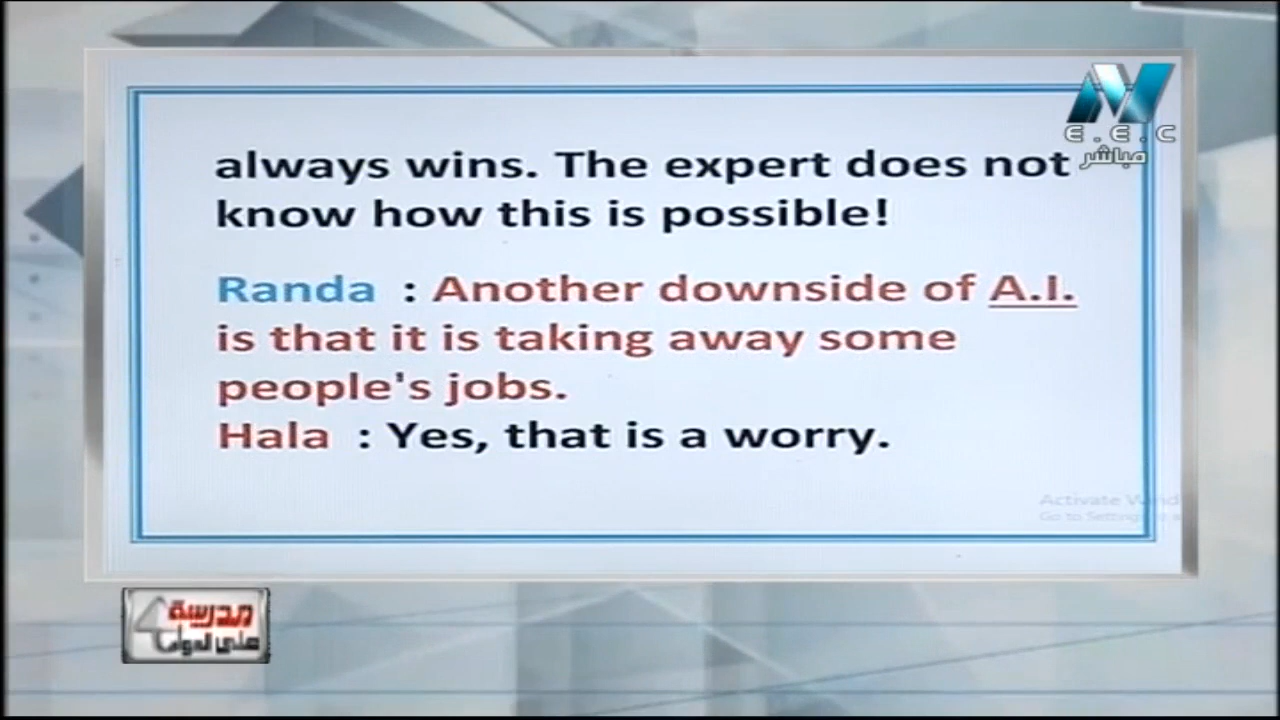 E.E.C
مباشر
always wins. The expert does not
know how this is possible!
Randa : Another downside of A.I.
is that it is taking away some
people's jobs.
Hala : Yes, that is a worry.
مدرسة
على الهواء